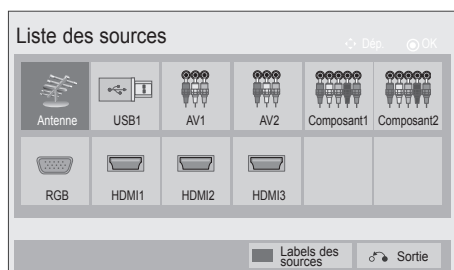 Liste des sources
Dép. OK
Antenne USB1 AV1 AV2 Composant1 Composant2
RGB HDMI1 HDMI2 HDMI3
Labels des
sources
Sortie